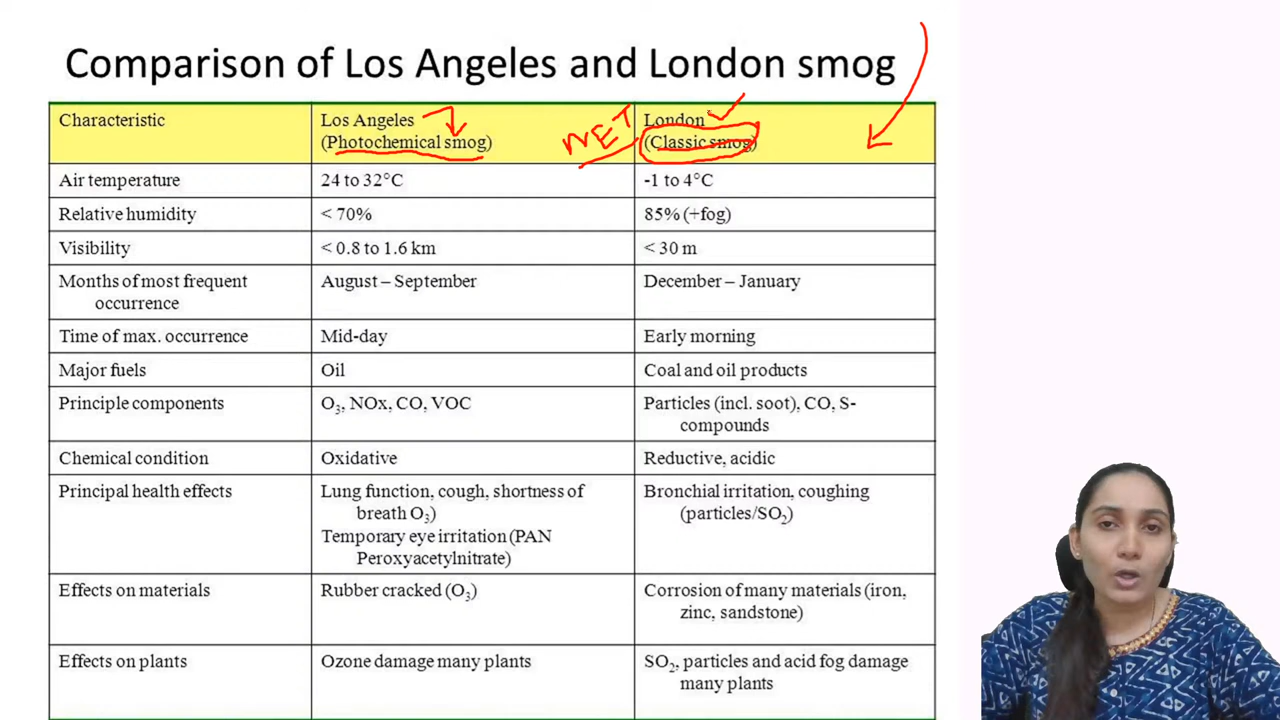 Comparison of Los Angeles and London smog
Characteristic
Los Angeles
(Photochemical smog)
NET
London
(Classic smog)
Air temperature
24 to 32°C
-1 to 4°C
Relative humidity
< 70%
85% (+fog)
Visibility
< 0.8 to 1.6 km
< 30 m
Months of most frequent
occurrence
August – September
December – January
Time of max. occurrence
Mid-day
Early morning
Major fuels
Oil
Coal and oil products
Principle components
O₃, NOx, CO, VOC
Particles (incl. soot), CO, S-
compounds
Chemical condition
Oxidative
Reductive, acidic
Principal health effects
Lung function, cough, shortness of
breath O₃)
Temporary eye irritation (PAN
Peroxyacetylnitrate)
Bronchial irritation, coughing
(particles/SO₂)
Effects on materials
Rubber cracked (O₃)
Corrosion of many materials (iron,
zinc, sandstone)
Effects on plants
Ozone damage many plants
SO₂, particles and acid fog damage
many plants